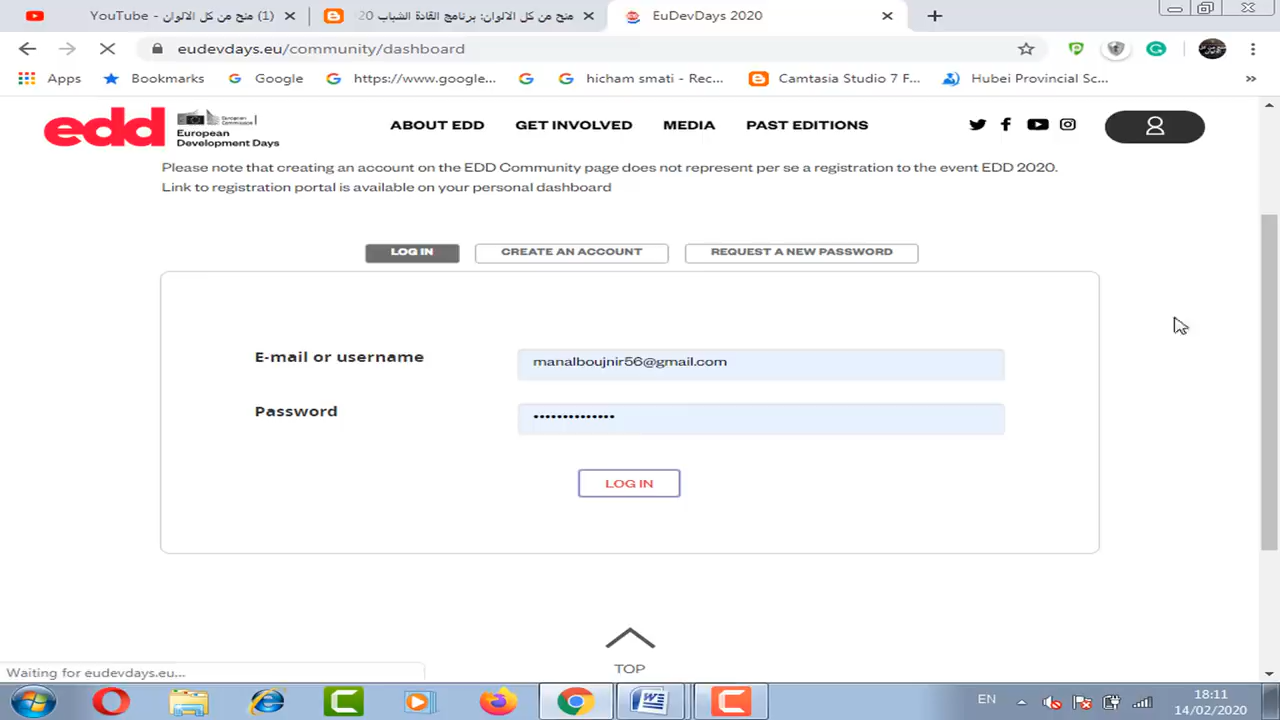 YouTube - منح من كل الالوان (1)
منح من كل الالوان: برنامج القادة الشباب 20
EuDevDays 2020
eudevdays.eu/community/dashboard
Apps
Bookmarks
Google
https://www.google...
hicham smati - Rec...
Camtasia Studio 7 F...
Hubei Provincial Sc...
»
edd
European
Commission
European
Development Days
ABOUT EDD
GET INVOLVED
MEDIA
PAST EDITIONS
Please note that creating an account on the EDD Community page does not represent per se a registration to the event EDD 2020.
Link to registration portal is available on your personal dashboard
LOG IN
CREATE AN ACCOUNT
REQUEST A NEW PASSWORD
E-mail or username
manalboujnir56@gmail.com
Password
••••••••••••••
LOG IN
TOP
Waiting for eudevdays.eu...
EN
18:11
14/02/2020